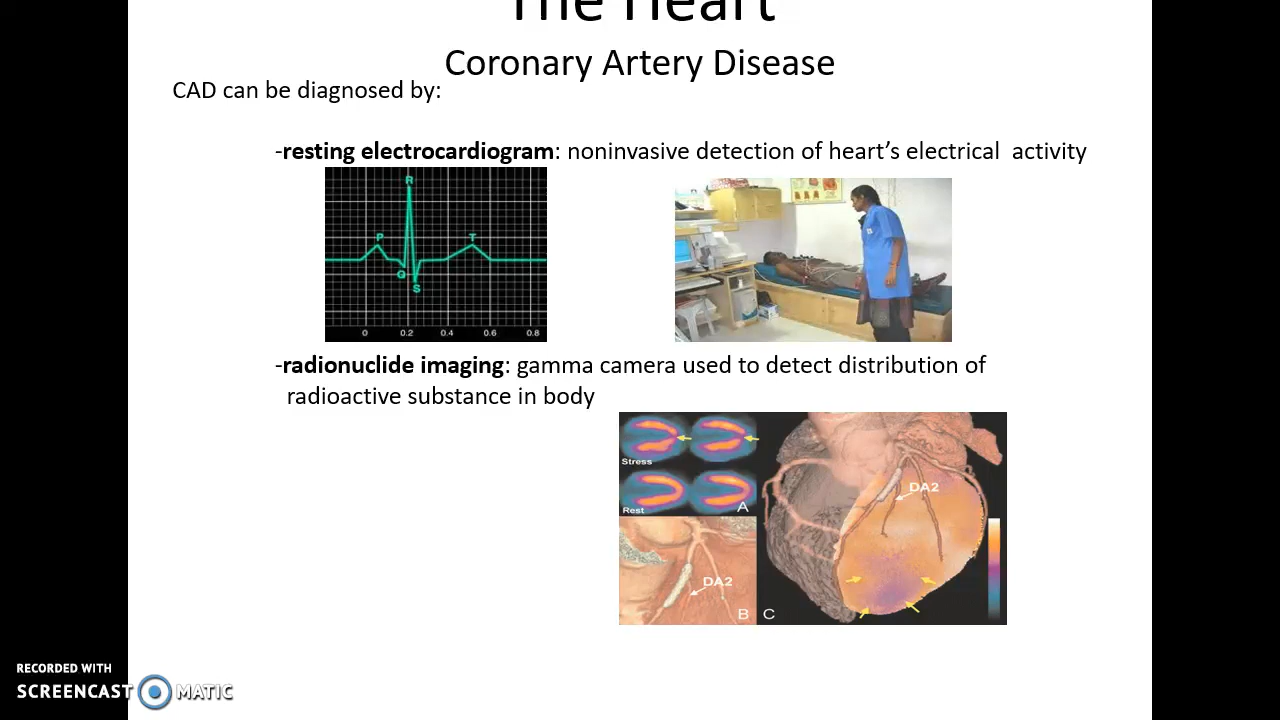 The Heart
Coronary Artery Disease
CAD can be diagnosed by:
-resting electrocardiogram: noninvasive detection of heart’s electrical activity
R
P
T
Q
S
0 0.2 0.4 0.6 0.8
-radionuclide imaging: gamma camera used to detect distribution of
radioactive substance in body
Stress
Rest
A
DA2
B
DA2
C
RECORDED WITH
SCREENCAST MATIC